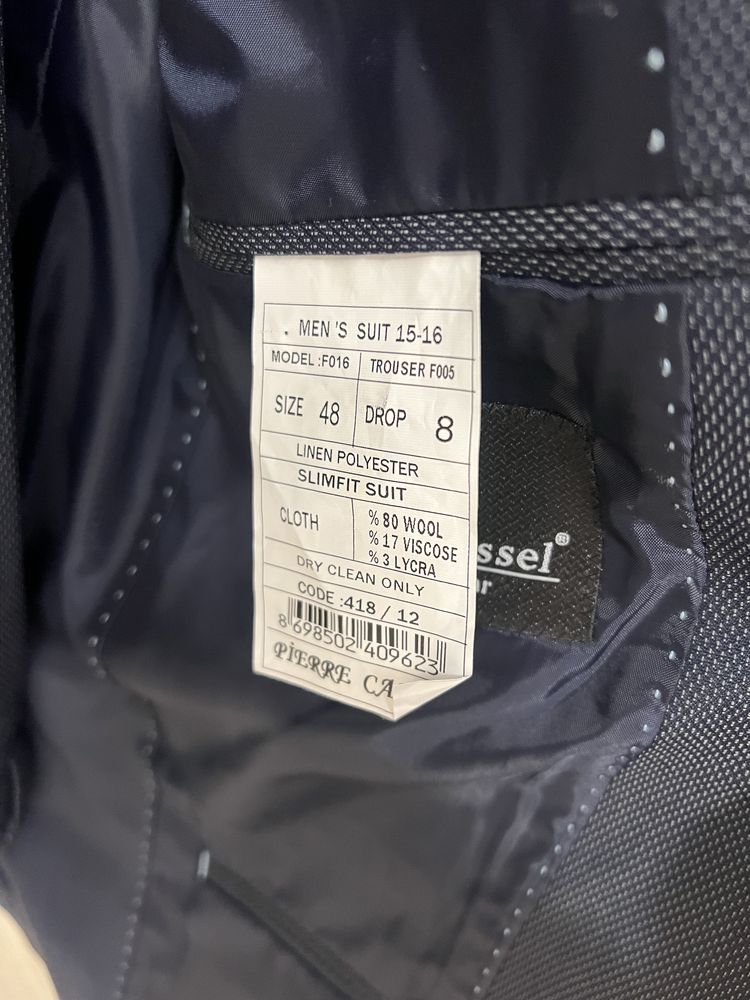 . MEN 'S SUIT 15-16
MODEL :F016 TROUSER F005
SIZE 48 DROP 8
LINEN POLYESTER
SLIMFIT SUIT
CLOTH
% 80 WOOL
% 17 VISCOSE
% 3 LYCRA
DRY CLEAN ONLY
CODE :418 / 12
8 698502 409623
PİERRE CA
ssel®